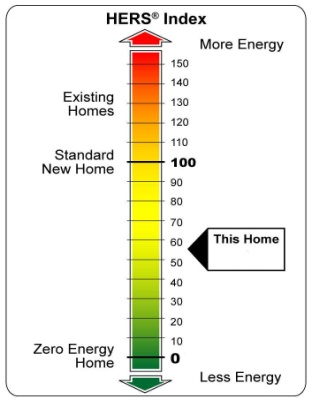 HERS® Index
More Energy
150
140
Existing
Homes
130
120
110
Standard
New Home
100
90
80
70
60
This Home
50
40
30
20
10
Zero Energy
Home
0
Less Energy